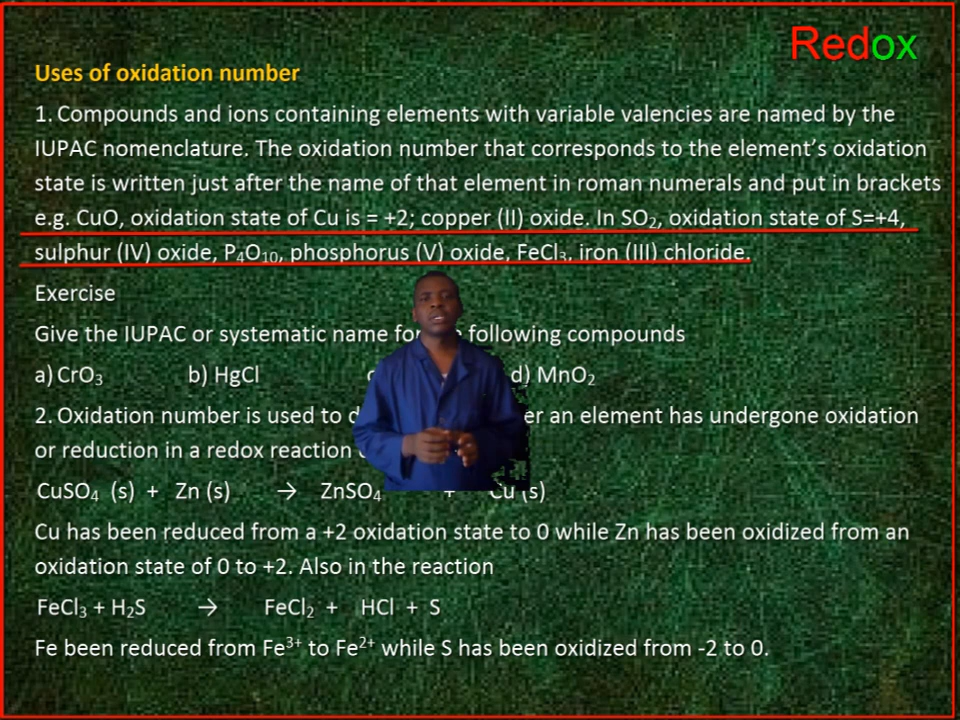 Redox
Uses of oxidation number
1. Compounds and ions containing elements with variable valencies are named by the
IUPAC nomenclature. The oxidation number that corresponds to the element's oxidation
state is written just after the name of that element in roman numerals and put in brackets
e.g. CuO, oxidation state of Cu is = +2; copper (II) oxide. In SO₂, oxidation state of S=+4,
sulphur (IV) oxide, P₄O₁₀, phosphorus (V) oxide, FeCl₃, iron (III) chloride.
Exercise
Give the IUPAC or systematic name for following compounds
a) CrO₃ b) HgCl d) MnO₂
2. Oxidation number is used to an element has undergone oxidation
or reduction in a redox reaction
CuSO₄ (s) + Zn (s) → ZnSO₄ + Cu (s)
Cu has been reduced from a +2 oxidation state to 0 while Zn has been oxidized from an
oxidation state of 0 to +2. Also in the reaction
FeCl₃ + H₂S → FeCl₂ + HCl + S
Fe been reduced from Fe³⁺ to Fe²⁺ while S has been oxidized from -2 to 0.